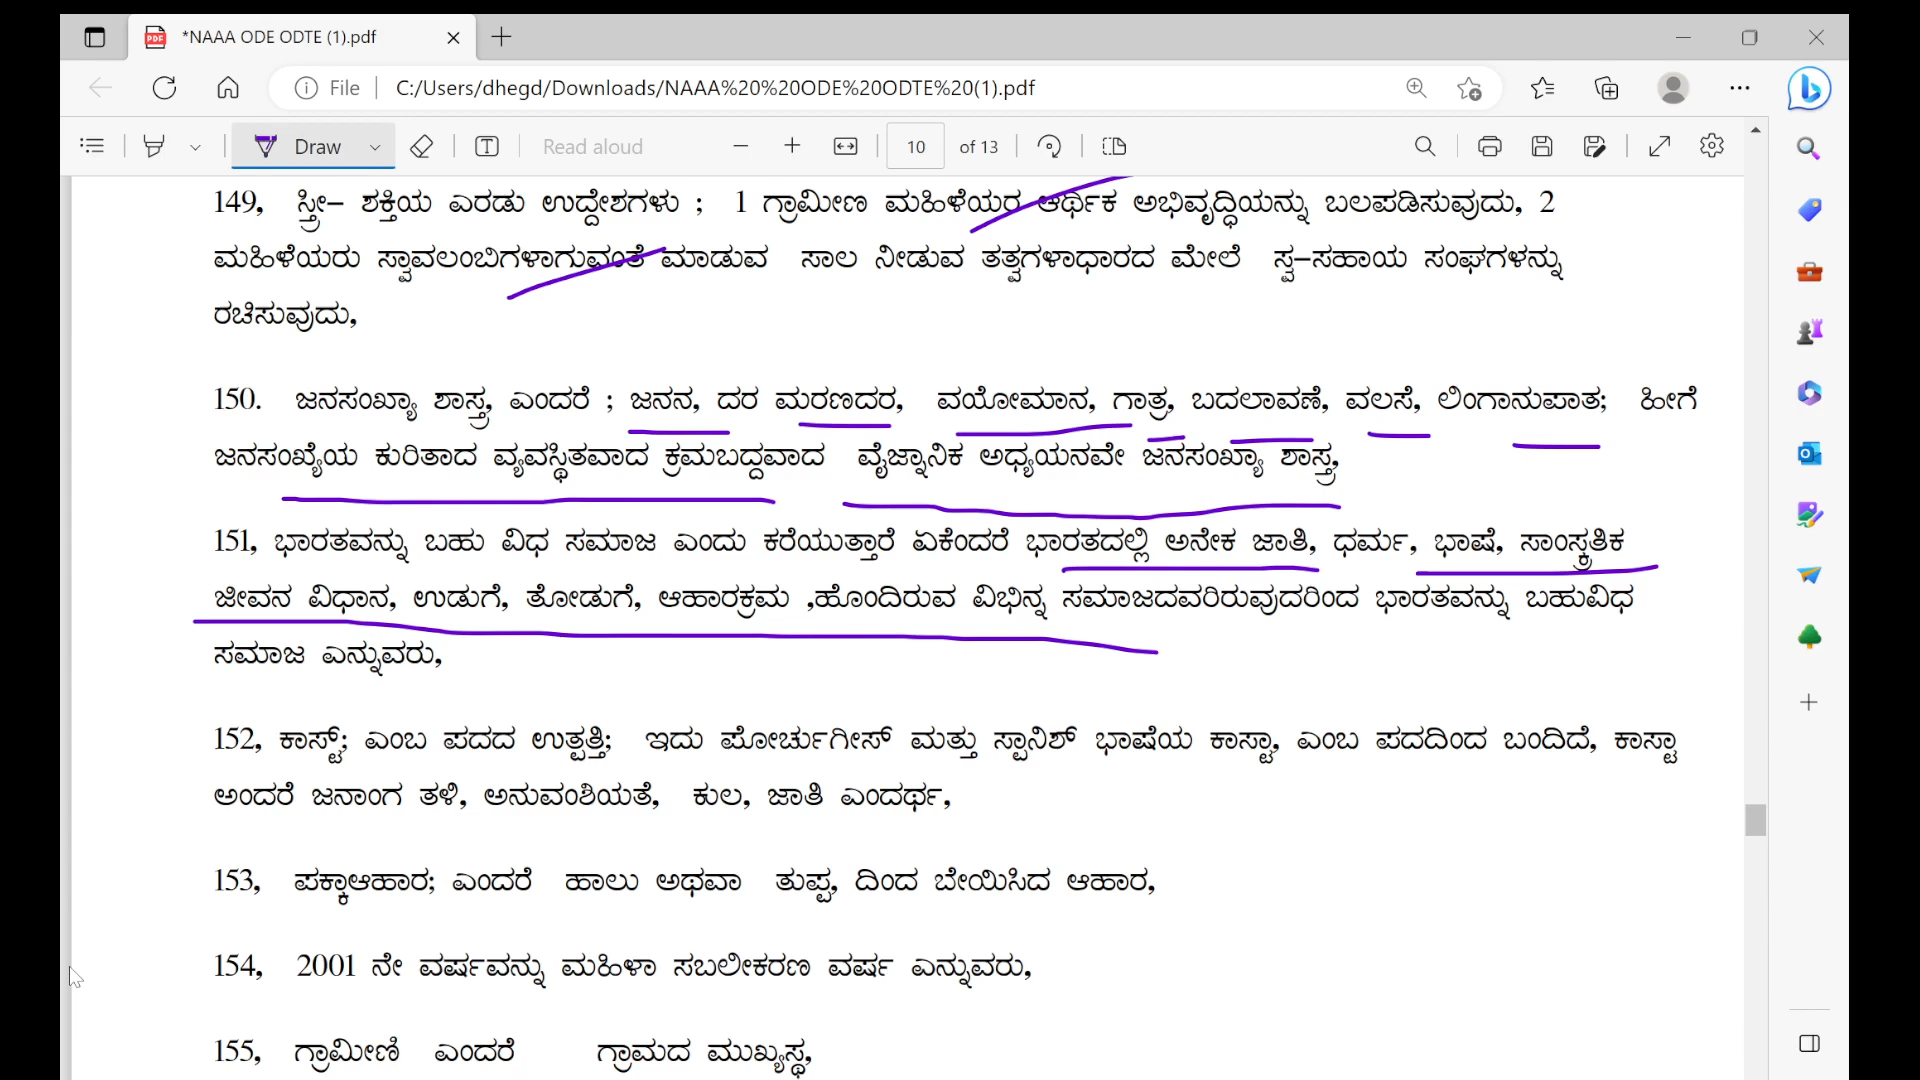 *NAAA ODE ODTE (1).pdf
File C:/Users/dhegd/Downloads/NAAA%20%20ODE%20ODTE%20(1).pdf
Draw Read aloud 10 of 13
149, ಸ್ತ್ರೀ– ಶಕ್ತಿಯ ಎರಡು ಉದ್ದೇಶಗಳು ; 1 ಗ್ರಾಮೀಣ ಮಹಿಳೆಯರ ಆರ್ಥಿಕ ಅಭಿವೃದ್ಧಿಯನ್ನು ಬಲಪಡಿಸುವುದು, 2
ಮಹಿಳೆಯರು ಸ್ವಾವಲಂಬಿಗಳಾಗುವಂತೆ ಮಾಡುವ ಸಾಲ ನೀಡುವ ತತ್ವಗಳಾಧಾರದ ಮೇಲೆ ಸ್ವ–ಸಹಾಯ ಸಂಘಗಳನ್ನು
ರಚಿಸುವುದು,
150. ಜನಸಂಖ್ಯಾ ಶಾಸ್ತ್ರ, ಎಂದರೆ ; ಜನನ, ದರ ಮರಣದರ, ವಯೋಮಾನ, ಗಾತ್ರ, ಬದಲಾವಣೆ, ವಲಸೆ, ಲಿಂಗಾನುಪಾತ; ಹೀಗೆ
ಜನಸಂಖ್ಯೆಯ ಕುರಿತಾದ ವ್ಯವಸ್ಥಿತವಾದ ಕ್ರಮಬದ್ದವಾದ ವೈಜ್ಞಾನಿಕ ಅಧ್ಯಯನವೇ ಜನಸಂಖ್ಯಾ ಶಾಸ್ತ್ರ,
151, ಭಾರತವನ್ನು ಬಹು ವಿಧ ಸಮಾಜ ಎಂದು ಕರೆಯುತ್ತಾರೆ ಏಕೆಂದರೆ ಭಾರತದಲ್ಲಿ ಅನೇಕ ಜಾತಿ, ಧರ್ಮ, ಭಾಷೆ, ಸಾಂಸ್ಕ್ರತಿಕ
ಜೀವನ ವಿಧಾನ, ಉಡುಗೆ, ತೋಡುಗೆ, ಆಹಾರಕ್ರಮ ,ಹೊಂದಿರುವ ವಿಭಿನ್ನ ಸಮಾಜದವರಿರುವುದರಿಂದ ಭಾರತವನ್ನು ಬಹುವಿಧ
ಸಮಾಜ ಎನ್ನುವರು,
152, ಕಾಸ್ಟ್; ಎಂಬ ಪದದ ಉತ್ಪತ್ತಿ; ಇದು ಪೋರ್ಚುಗೀಸ್ ಮತ್ತು ಸ್ಪಾನಿಶ್ ಭಾಷೆಯ ಕಾಸ್ಟಾ, ಎಂಬ ಪದದಿಂದ ಬಂದಿದೆ, ಕಾಸ್ಟಾ
ಅಂದರೆ ಜನಾಂಗ ತಳಿ, ಅನುವಂಶಿಯತೆ, ಕುಲ, ಜಾತಿ ಎಂದರ್ಥ,
153, ಪಕ್ಕಾಆಹಾರ; ಎಂದರೆ ಹಾಲು ಅಥವಾ ತುಪ್ಪ, ದಿಂದ ಬೇಯಿಸಿದ ಆಹಾರ,
154, 2001 ನೇ ವರ್ಷವನ್ನು ಮಹಿಳಾ ಸಬಲೀಕರಣ ವರ್ಷ ಎನ್ನುವರು,
155, ಗ್ರಾಮೀಣಿ ಎಂದರೆ ಗ್ರಾಮದ ಮುಖ್ಯಸ್ಥ,